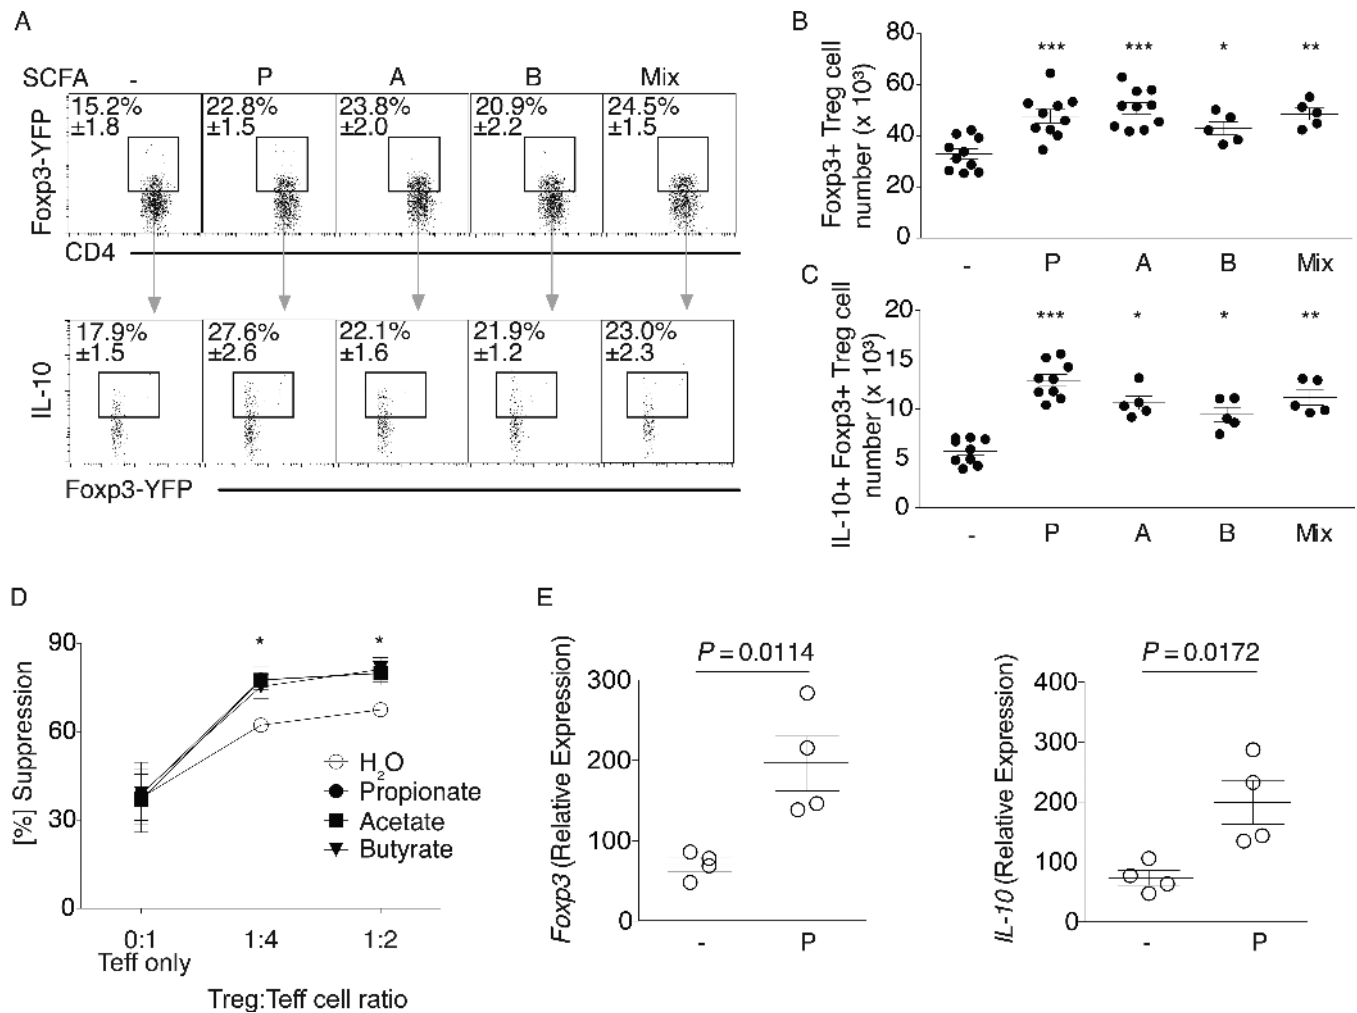 A
SCFA - P A B Mix
15.2% 22.8% 23.8% 20.9% 24.5%
±1.8 ±1.5 ±2.0 ±2.2 ±1.5
Foxp3-YFP
CD4
17.9% 27.6% 22.1% 21.9% 23.0%
±1.5 ±2.6 ±1.6 ±1.2 ±2.3
IL-10
Foxp3-YFP
B
Foxp3+ Treg cell
number (x 10³)
80
60
40
20
0
*** *** * **
- P A B Mix
C
IL-10+ Foxp3+ Treg cell
number (x 10³)
20
15
10
5
0
*** * * **
- P A B Mix
D
[%] Suppression
90
60
30
0
* *
H₂O
Propionate
Acetate
Butyrate
0:1 1:4 1:2
Teff only
Treg:Teff cell ratio
E
Foxp3 (Relative Expression)
P = 0.0114
300
200
100
0
- P
IL-10 (Relative Expression)
P = 0.0172
400
300
200
100
0
- P